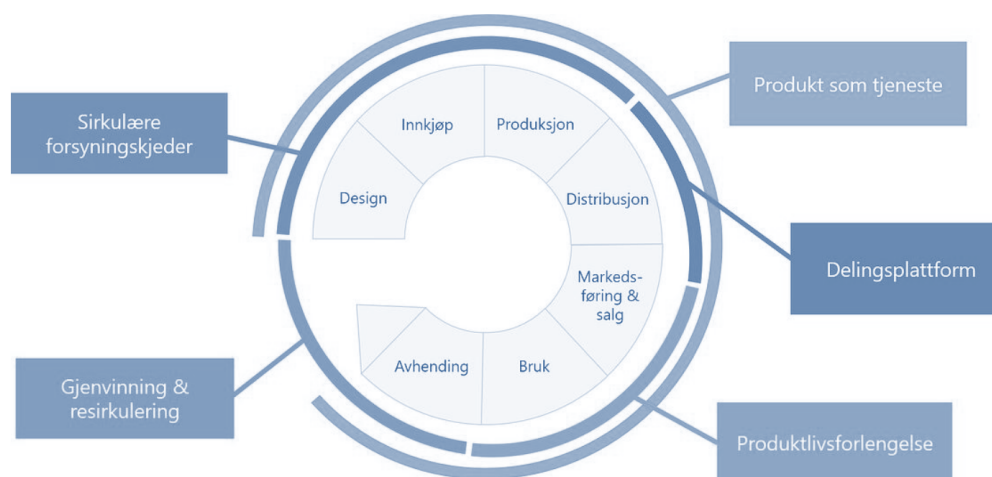 Produkt som tjeneste
Sirkulære
forsyningskjeder
Innkjøp
Produksjon
Design
Distribusjon
Delingsplattform
Markeds-
føring &
salg
Avhending
Bruk
Gjenvinning &
resirkulering
Produktlivsforlengelse